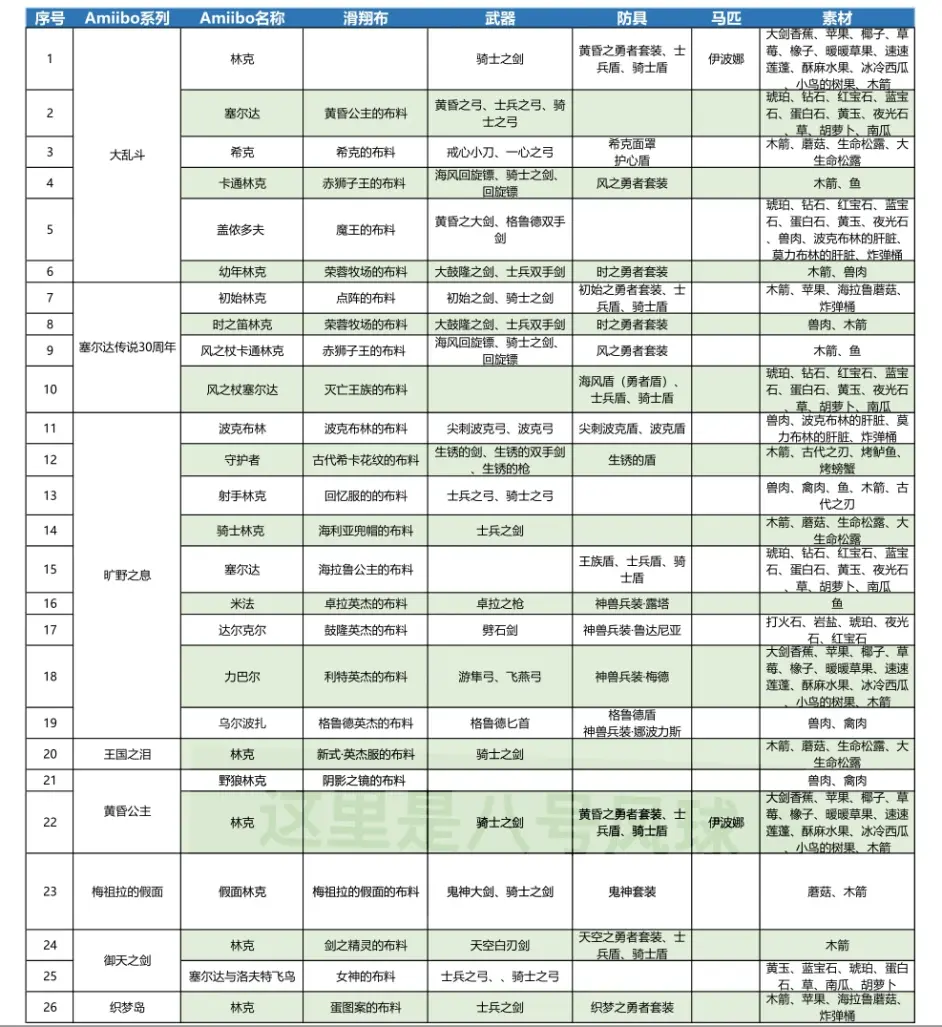 序号 Amiibo系列 Amiibo名称 滑翔布 武器 防具 马匹 素材
1 大乱斗 林克 骑士之剑 黄昏之勇者套装、士
兵盾、骑士盾 伊波娜 大剑香蕉、苹果、椰子、草
莓、橡子、暖暖草果、速速
莲蓬、酥麻水果、冰冷西瓜
、小鸟的树果、木箭
2 塞尔达 黄昏公主的布料 黄昏之弓、士兵之弓、骑
士之弓 琥珀、钻石、红宝石、蓝宝
石、蛋白石、黄玉、夜光石
、草、胡萝卜、南瓜
3 希克 希克的布料 戒心小刀、一心之弓 希克面罩
护心盾 木箭、蘑菇、生命松露、大
生命松露
4 卡通林克 赤狮子王的布料 海风回旋镖、骑士之剑、
回旋镖 风之勇者套装 木箭、鱼
5 盖侬多夫 魔王的布料 黄昏之大剑、格鲁德双手
剑 琥珀、钻石、红宝石、蓝宝
石、蛋白石、黄玉、夜光石
、兽肉、波克布林的肝脏、
莫力布林的肝脏、炸弹桶
6 幼年林克 荣蓉牧场的布料 大鼓隆之剑、士兵双手剑 时之勇者套装 木箭、兽肉
7 塞尔达传说30周年 初始林克 点阵的布料 初始之剑、骑士之剑 初始之勇者套装、士
兵盾、骑士盾 木箭、苹果、海拉鲁蘑菇、
炸弹桶
8 时之笛林克 荣蓉牧场的布料 大鼓隆之剑、士兵双手剑 时之勇者套装 兽肉、木箭
9 风之杖卡通林克 赤狮子王的布料 海风回旋镖、骑士之剑、
回旋镖 风之勇者套装 木箭、鱼
10 风之杖塞尔达 灭亡王族的布料 海风盾（勇者盾）、
士兵盾、骑士盾 琥珀、钻石、红宝石、蓝宝
石、蛋白石、黄玉、夜光石
、草、胡萝卜、南瓜
11 旷野之息 波克布林 波克布林的布料 尖刺波克弓、波克弓 尖刺波克盾、波克盾 兽肉、波克布林的肝脏、莫
力布林的肝脏、炸弹桶
12 守护者 古代希卡花纹的布料 生锈的剑、生锈的双手剑
、生锈的枪 生锈的盾 木箭、古代之刃、烤鲈鱼、
烤螃蟹
13 射手林克 回忆服的的布料 士兵之弓、骑士之弓 兽肉、禽肉、鱼、木箭、古
代之刃
14 骑士林克 海利亚兜帽的布料 士兵之剑 木箭、蘑菇、生命松露、大
生命松露
15 塞尔达 海拉鲁公主的布料 王族盾、士兵盾、骑
士盾 琥珀、钻石、红宝石、蓝宝
石、蛋白石、黄玉、夜光石
、草、胡萝卜、南瓜
16 米法 卓拉英杰的布料 卓拉之枪 神兽兵装·露塔 鱼
17 达尔克尔 鼓隆英杰的布料 劈石剑 神兽兵装·鲁达尼亚 打火石、岩盐、琥珀、夜光
石、红宝石
18 力巴尔 利特英杰的布料 游隼弓、飞燕弓 神兽兵装·梅德 大剑香蕉、苹果、椰子、草
莓、橡子、暖暖草果、速速
莲蓬、酥麻水果、冰冷西瓜
、小鸟的树果、木箭
19 乌尔波扎 格鲁德英杰的布料 格鲁德匕首 格鲁德盾
神兽兵装·娜波力斯 兽肉、禽肉
20 王国之泪 林克 新式·英杰服的布料 骑士之剑 木箭、蘑菇、生命松露、大
生命松露
21 黄昏公主 野狼林克 阴影之镜的布料 兽肉、禽肉
22 林克 骑士之剑 黄昏之勇者套装、士
兵盾、骑士盾 伊波娜 大剑香蕉、苹果、椰子、草
莓、橡子、暖暖草果、速速
莲蓬、酥麻水果、冰冷西瓜
、小鸟的树果、木箭
这里是八号风球
23 梅祖拉的假面 假面林克 梅祖拉的假面的布料 鬼神大剑、骑士之剑 鬼神套装 蘑菇、木箭
24 御天之剑 林克 剑之精灵的布料 天空白刃剑 天空之勇者套装、士
兵盾、骑士盾 木箭
25 塞尔达与洛夫特飞鸟 女神的布料 士兵之弓、、骑士之弓 黄玉、蓝宝石、琥珀、蛋白
石、草、南瓜、胡萝卜
26 织梦岛 林克 蛋图案的布料 士兵之剑 织梦之勇者套装 木箭、苹果、海拉鲁蘑菇、
炸弹桶